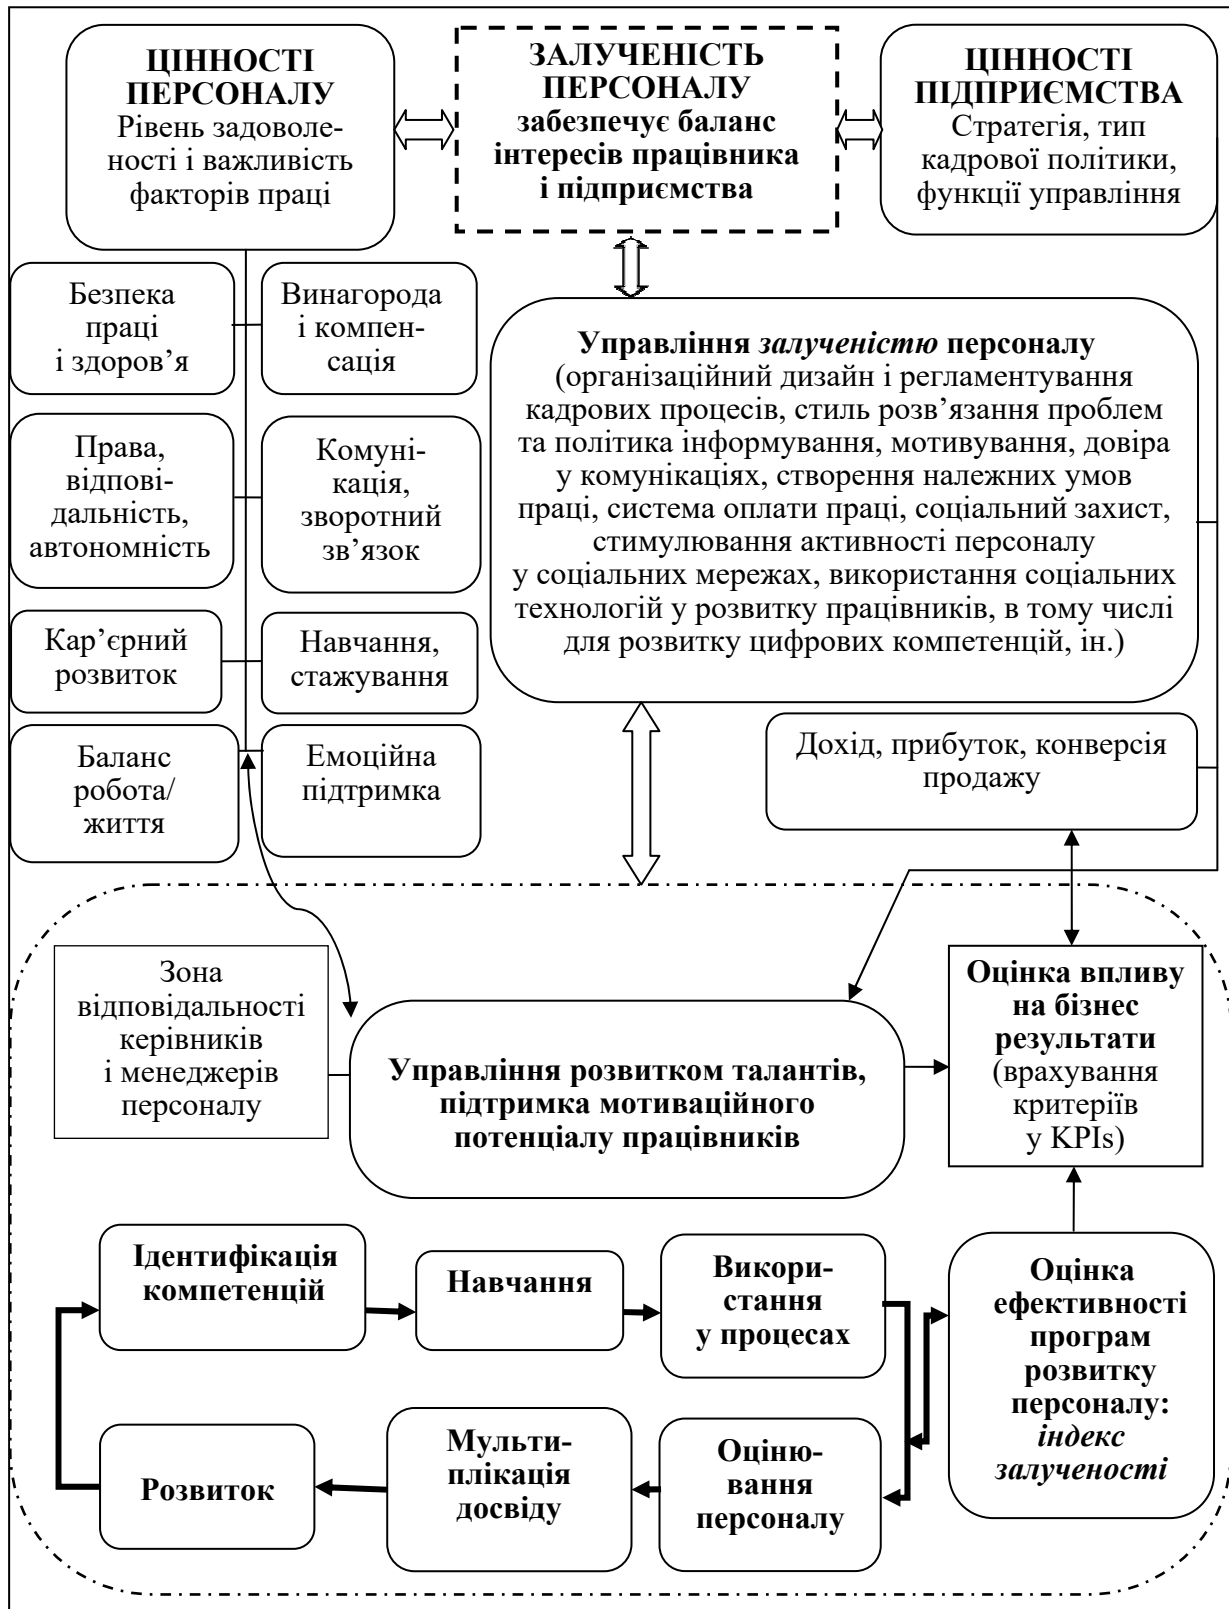 ЦІННОСТІ
ПЕРСОНАЛУ
Рівень задоволе-
ності і важливість
факторів праці
ЗАЛУЧЕНІСТЬ
ПЕРСОНАЛУ
забезпечує баланс
інтересів працівника
і підприємства
ЦІННОСТІ
ПІДПРИЄМСТВА
Стратегія, тип
кадрової політики,
функції управління
Безпека
праці
і здоров’я
Винагорода
і компен-
сація
Права,
відпові-
дальність,
автономність
Комуні-
кація,
зворотний
зв’язок
Кар’єрний
розвиток
Навчання,
стажування
Баланс
робота/
життя
Емоційна
підтримка
Управління залученістю персоналу
(організаційний дизайн і регламентування
кадрових процесів, стиль розв’язання проблем
та політика інформування, мотивування, довіра
у комунікаціях, створення належних умов
праці, система оплати праці, соціальний захист,
стимулювання активності персоналу
у соціальних мережах, використання соціальних
технологій у розвитку працівників, в тому числі
для розвитку цифрових компетенцій, ін.)
Дохід, прибуток, конверсія
продажу
Зона
відповідальності
керівників
і менеджерів
персоналу
Управління розвитком талантів,
підтримка мотиваційного
потенціалу працівників
Оцінка впливу
на бізнес
результати
(врахування
критеріїв
у KPIs)
Ідентифікація
компетенцій
Навчання
Викори-
стання
у процесах
Оцінка
ефективності
програм
розвитку
персоналу:
індекс
залученості
Розвиток
Мульти-
плікація
досвіду
Оціню-
вання
персоналу